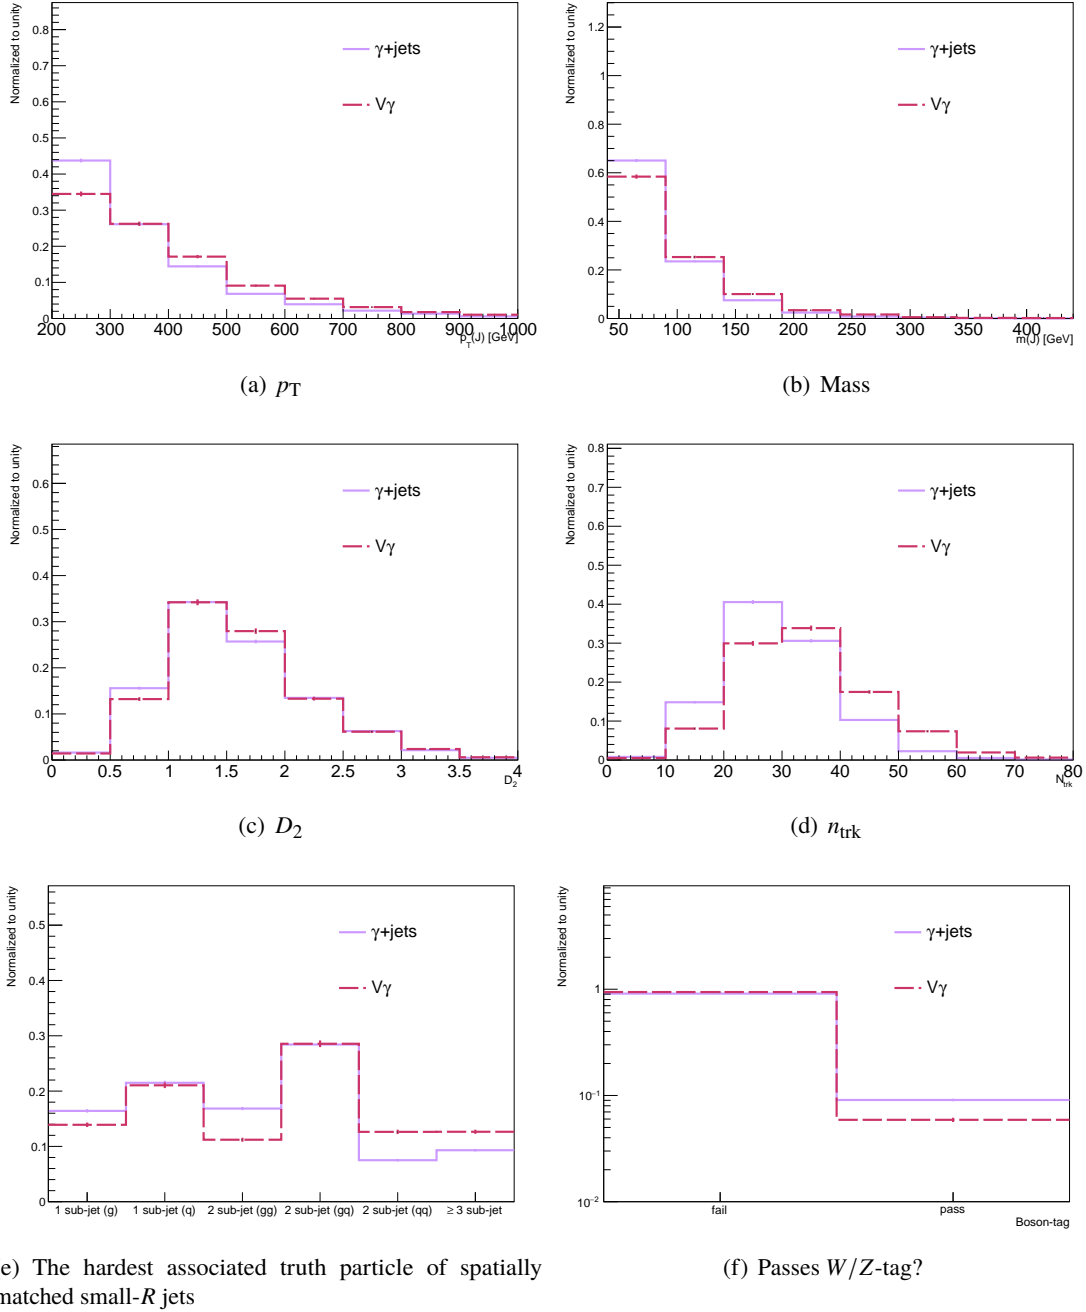 Normalized to unity
0.8
0.7
0.6
0.5
0.4
0.3
0.2
0.1
0
γ+jets
Vγ
200 300 400 500 600 700 800 900 1000
p_T(J) [GeV]
(a) p_T
Normalized to unity
1.2
1
0.8
0.6
0.4
0.2
0
γ+jets
Vγ
50 100 150 200 250 300 350 400
m(J) [GeV]
(b) Mass
Normalized to unity
0.6
0.5
0.4
0.3
0.2
0.1
0
γ+jets
Vγ
0 0.5 1 1.5 2 2.5 3 3.5 4
D_2
(c) D_2
Normalized to unity
0.8
0.7
0.6
0.5
0.4
0.3
0.2
0.1
0
γ+jets
Vγ
0 10 20 30 40 50 60 70 80
N_trk
(d) n_trk
Normalized to unity
0.5
0.4
0.3
0.2
0.1
0
γ+jets
Vγ
1 sub-jet (g) 1 sub-jet (q) 2 sub-jet (gg) 2 sub-jet (gq) 2 sub-jet (qq) ≥ 3 sub-jet
e) The hardest associated truth particle of spatially
matched small-R jets
Normalized to unity
1
10⁻¹
10⁻²
γ+jets
Vγ
fail pass
Boson-tag
(f) Passes W/Z-tag?